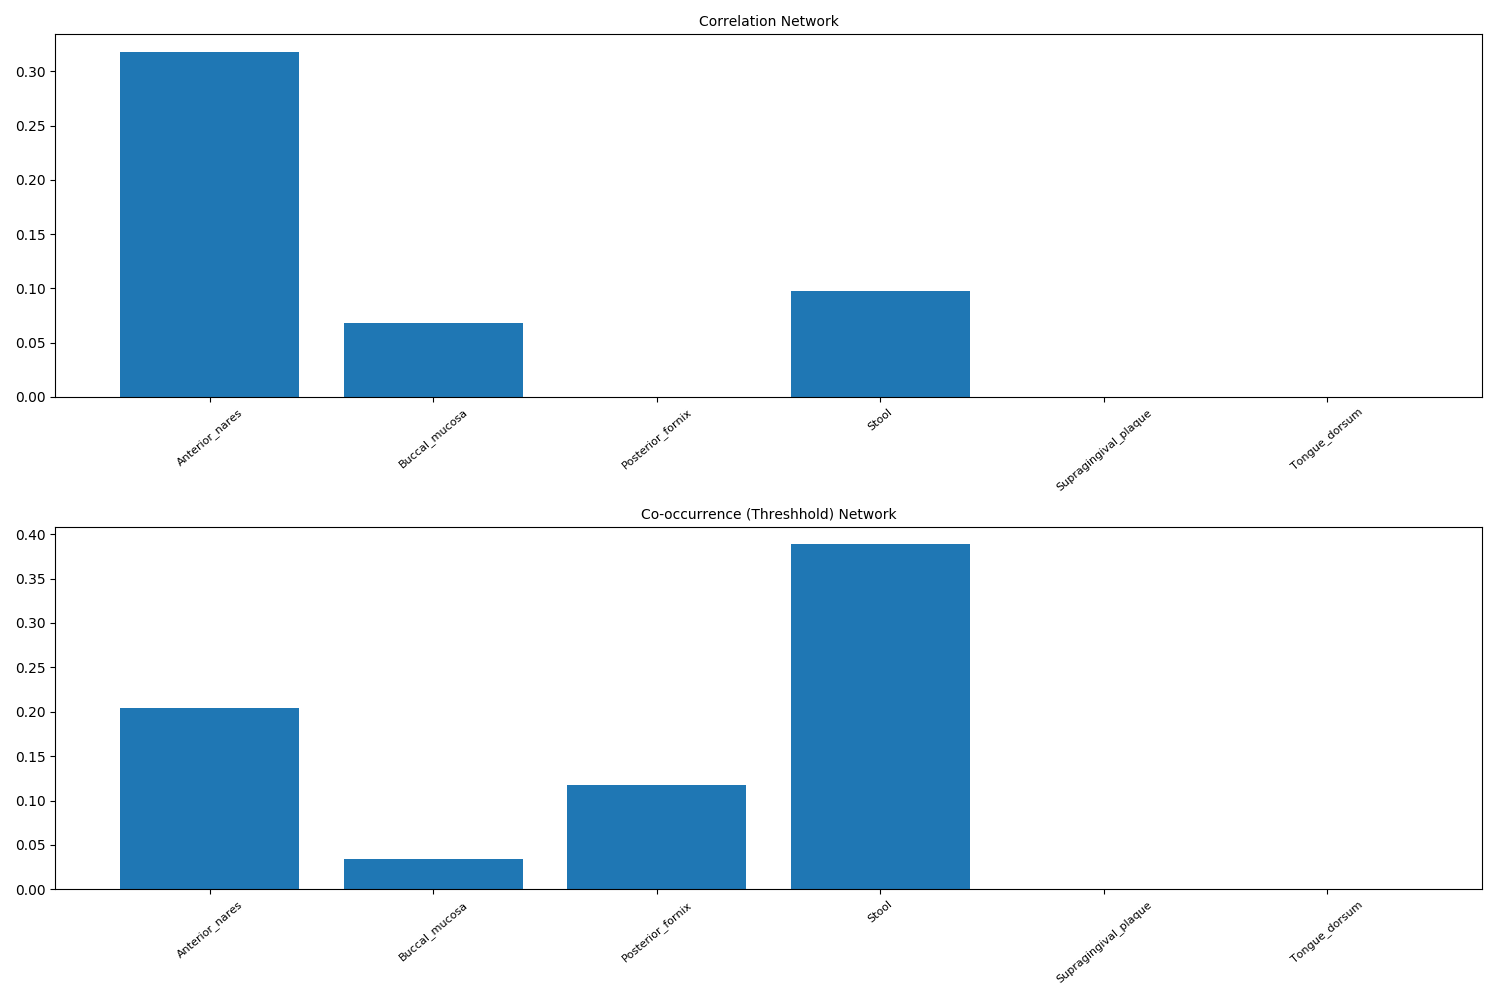 Correlation Network
0.30
0.25
0.20
0.15
0.10
0.05
0.00
Anterior_nares
Buccal_mucosa
Posterior_fornix
Stool
Supragingival_plaque
Tongue_dorsum
Co-occurrence (Threshhold) Network
0.40
0.35
0.30
0.25
0.20
0.15
0.10
0.05
0.00
Anterior_nares
Buccal_mucosa
Posterior_fornix
Stool
Supragingival_plaque
Tongue_dorsum